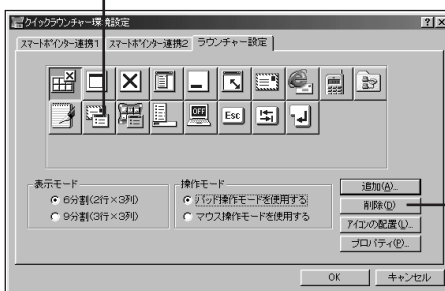 クイックラウンチャー環境設定
スマートポインター連携1 スマートポインター連携2 ラウンチャー設定
OFF
Esc
表示モード
6分割(2行×3列)
9分割(3行×3列)
操作モード
パッド操作モードを使用する
マウス操作モードを使用する
追加(A)...
削除(D)
アイコンの配置(L)...
プロパティ(P)...
OK キャンセル